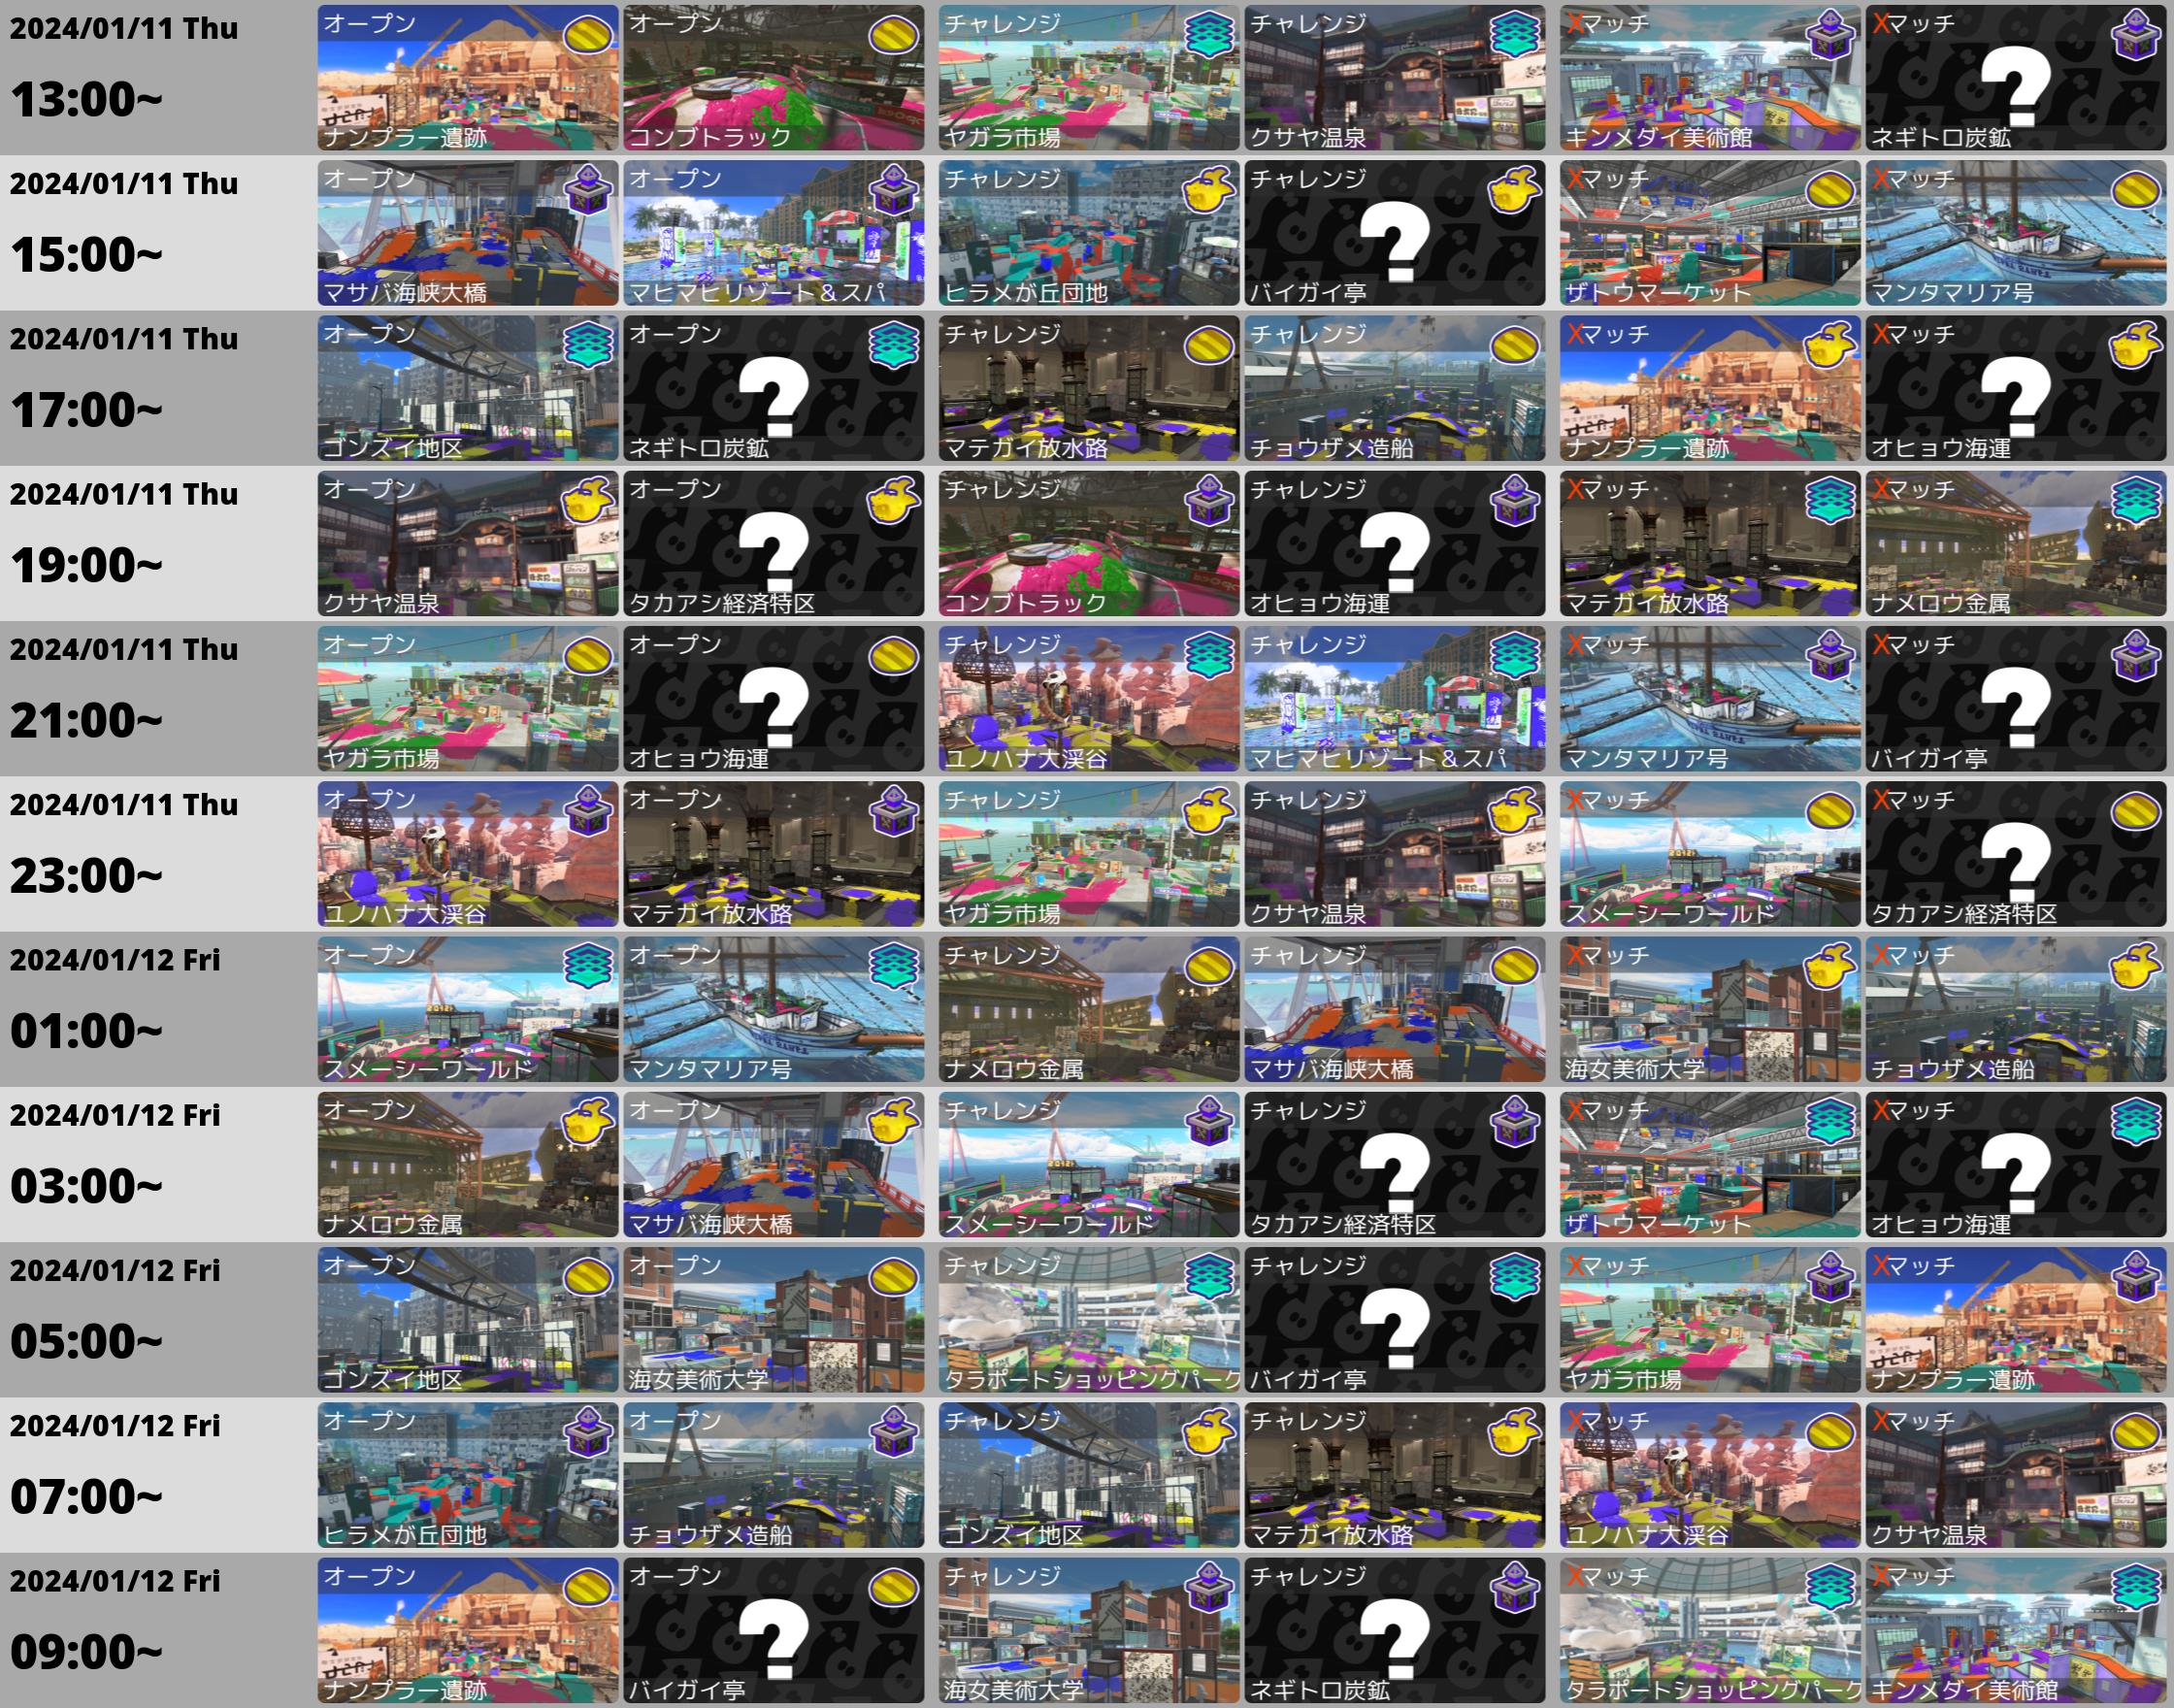 2024/01/11 Thu
13:00~
オープン
ナンプラー遺跡
オープン
コンブトラック
チャレンジ
ヤガラ市場
チャレンジ
クサヤ温泉
Xマッチ
キンメダイ美術館
Xマッチ
?
ネギトロ炭鉱
2024/01/11 Thu
15:00~
オープン
マサバ海峡大橋
オープン
マヒマヒリゾート&スパ
チャレンジ
ヒラメが丘団地
チャレンジ
?
バイガイ亭
Xマッチ
ザトウマーケット
Xマッチ
マンタマリア号
2024/01/11 Thu
17:00~
オープン
ゴンズイ地区
オープン
?
ネギトロ炭鉱
チャレンジ
マテガイ放水路
チャレンジ
チョウザメ造船
Xマッチ
ナンプラー遺跡
Xマッチ
?
オヒョウ海運
2024/01/11 Thu
19:00~
オープン
クサヤ温泉
オープン
?
タカアシ経済特区
チャレンジ
コンブトラック
チャレンジ
?
オヒョウ海運
Xマッチ
マテガイ放水路
Xマッチ
ナメロウ金属
2024/01/11 Thu
21:00~
オープン
ヤガラ市場
オープン
?
オヒョウ海運
チャレンジ
ユノハナ大渓谷
チャレンジ
マヒマヒリゾート&スパ
Xマッチ
マンタマリア号
Xマッチ
?
バイガイ亭
2024/01/11 Thu
23:00~
オープン
ユノハナ大渓谷
オープン
マテガイ放水路
チャレンジ
ヤガラ市場
チャレンジ
クサヤ温泉
Xマッチ
スメーシーワールド
Xマッチ
?
タカアシ経済特区
2024/01/12 Fri
01:00~
オープン
スメーシーワールド
オープン
マンタマリア号
チャレンジ
ナメロウ金属
チャレンジ
マサバ海峡大橋
Xマッチ
海女美術大学
Xマッチ
チョウザメ造船
2024/01/12 Fri
03:00~
オープン
ナメロウ金属
オープン
マサバ海峡大橋
チャレンジ
スメーシーワールド
チャレンジ
?
タカアシ経済特区
Xマッチ
ザトウマーケット
Xマッチ
?
オヒョウ海運
2024/01/12 Fri
05:00~
オープン
ゴンズイ地区
オープン
海女美術大学
チャレンジ
タラポートショッピングパーク
チャレンジ
?
バイガイ亭
Xマッチ
ヤガラ市場
Xマッチ
ナンプラー遺跡
2024/01/12 Fri
07:00~
オープン
ヒラメが丘団地
オープン
チョウザメ造船
チャレンジ
ゴンズイ地区
チャレンジ
マテガイ放水路
Xマッチ
ユノハナ大渓谷
Xマッチ
クサヤ温泉
2024/01/12 Fri
09:00~
オープン
ナンプラー遺跡
オープン
?
バイガイ亭
チャレンジ
海女美術大学
チャレンジ
?
ネギトロ炭鉱
Xマッチ
タラポートショッピングパーク
Xマッチ
キンメダイ美術館